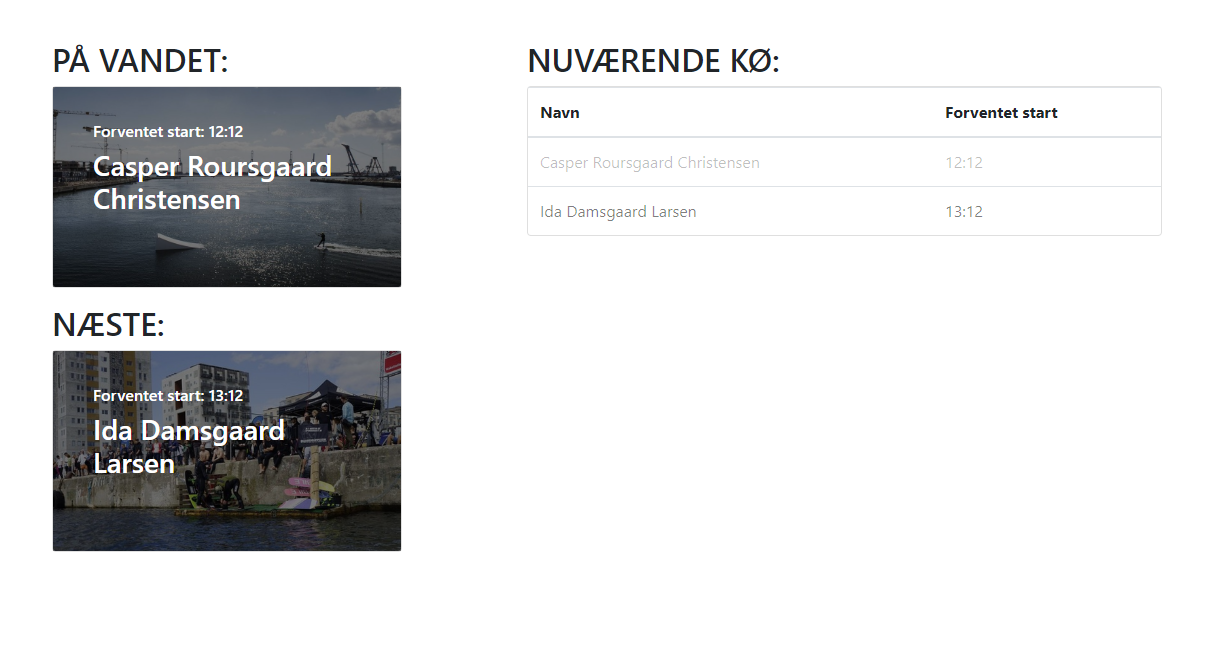 PÅ VANDET:
Forventet start: 12:12
Casper Roursgaard
Christensen
NÆSTE:
Forventet start: 13:12
Ida Damsgaard
Larsen
NUVÆRENDE KØ:
Navn Forventet start
Casper Roursgaard Christensen 12:12
Ida Damsgaard Larsen 13:12